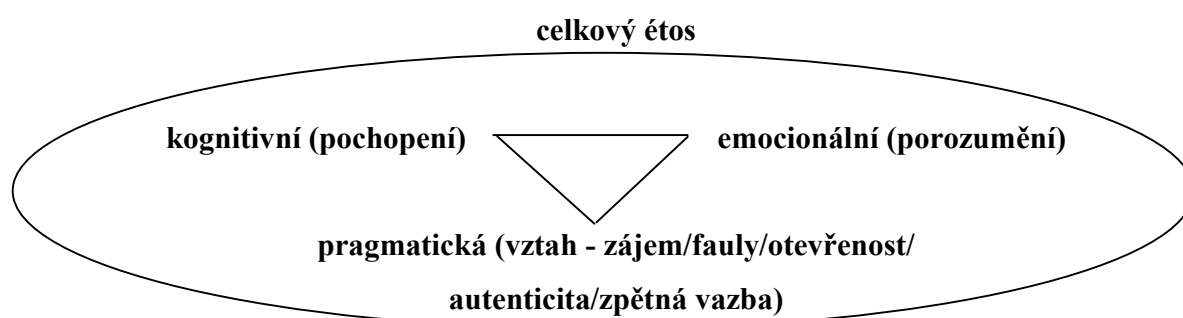 celkový étos
kognitivní (pochopení) emocionální (porozumění)
pragmatická (vztah - zájem/fauly/otevřenost/
autenticita/zpětná vazba)